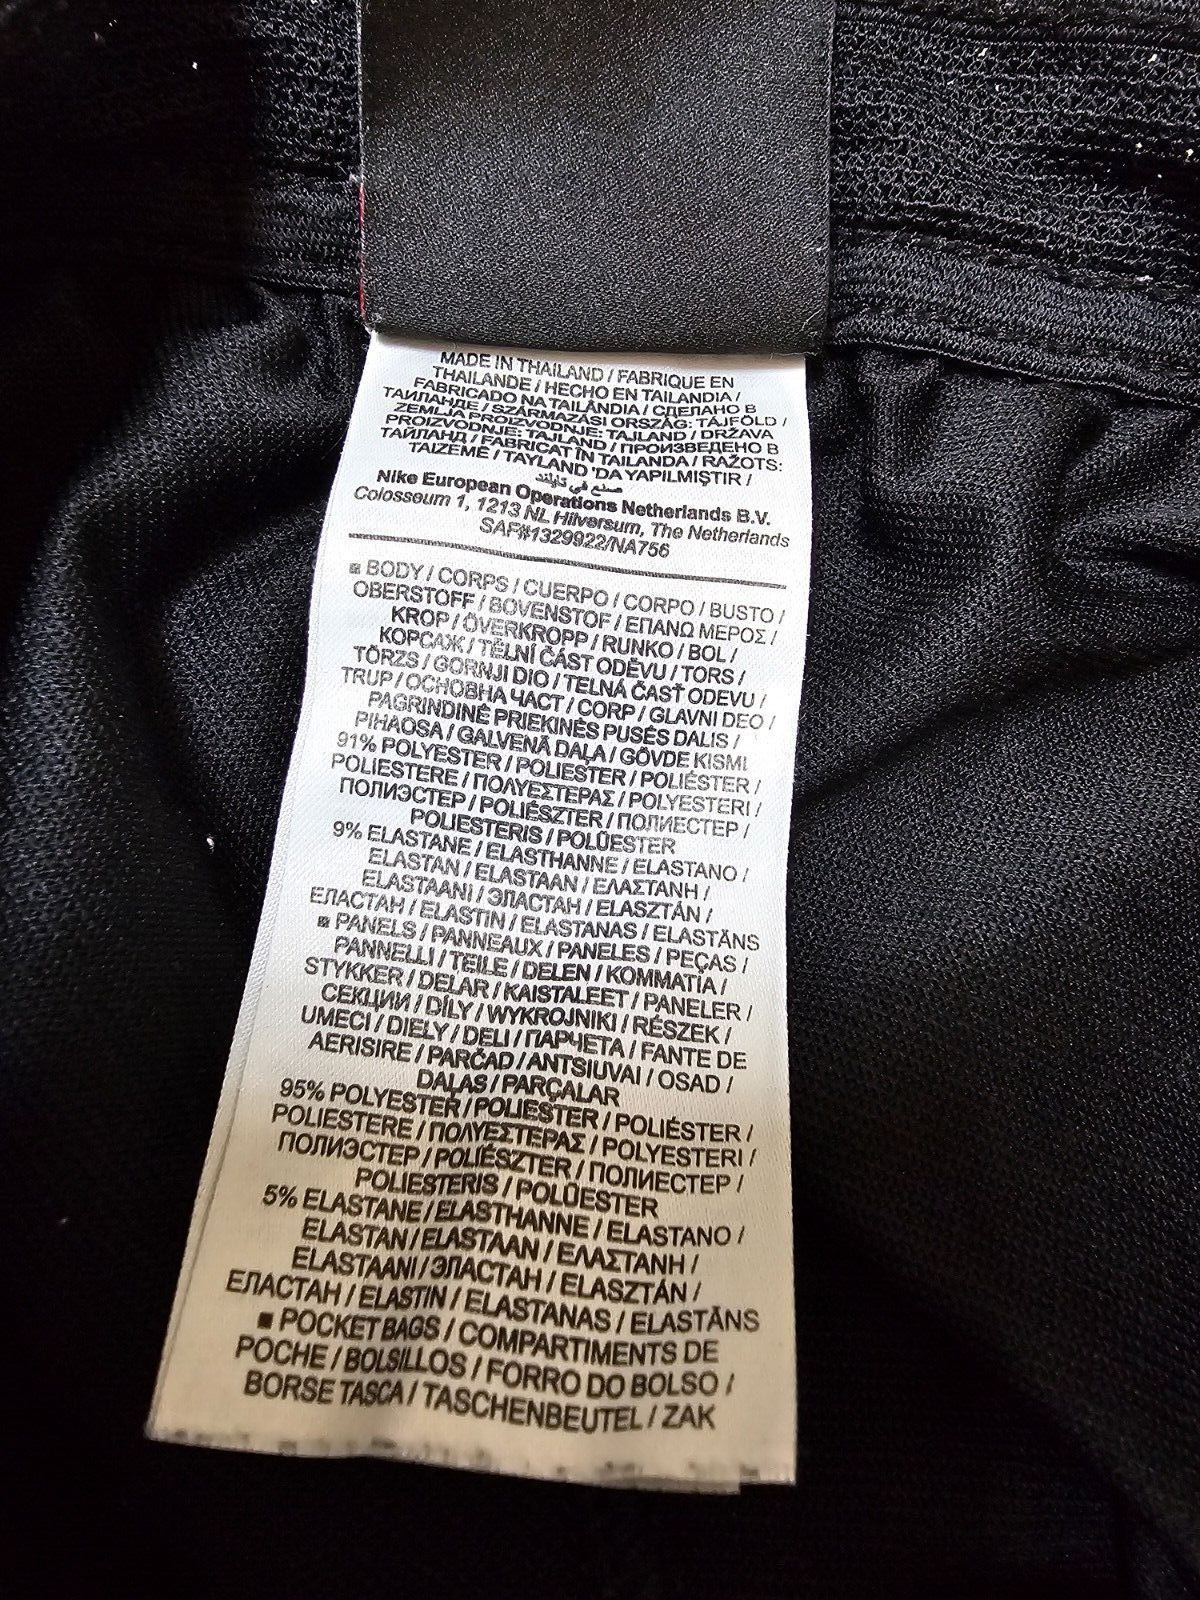 MADE IN THAILAND / FABRIQUE EN
THAILANDE / HECHO EN TAILANDIA /
FABRICADO NA TAILÂNDIA / СДЕЛАНО В
ТАИЛАНДЕ / SZÁRMAZÁSI ORSZÁG: TÁJFÖLD /
ZEMLJA PROIZVODNJE: TAJLAND / DRŽAVA
PROIZVODNJE: TAJLAND / ПРОИЗВЕДЕНО В
ТАЙЛАНД / FABRICAT ÎN TAILANDA / RAŽOTS:
TAIZEME / TAYLAND 'DA YAPILMIŞTIR /
صنع في تايلند
Nike European Operations Netherlands B.V.
Colosseum 1, 1213 NL Hilversum, The Netherlands
SAF#1329922/NA756
BODY / CORPS / CUERPO / CORPO / BUSTO /
OBERSTOFF / BOVENSTOF / ΕΠΑΝΩ ΜΕΡΟΣ /
KROP / ÖVERKROPP / RUNKO / BOL /
КОРСАЖ / TĚLNÍ ČÁST ODĚVU / TORS /
TÖRZS / GORNJI DIO / TELNÁ ČASŤ ODEVU /
TRUP / ОСНОВНА ЧАСТ / CORP / GLAVNI DEO /
PAGRINDINĖ PRIEKINĖS PUSĖS DALIS /
PIHAOSA / GALVENĀ DAĻA / GÖVDE KISMI
91% POLYESTER / POLIESTER / POLIÉSTER /
POLIESTERE / ΠΟΛΥΕΣΤΕΡΑΣ / POLYESTERI /
ПОЛИЭСТЕР / POLIÉSZTER / ПОЛИЕСТЕР /
POLIESTERIS / POLÜESTER
9% ELASTANE / ELASTHANNE / ELASTANO /
ELASTAN / ELASTAAN / ΕΛΑΣΤΑΝΗ /
ELASTAANI / ЭЛАСТАН / ELASZTÁN /
ЕЛАСТАН / ELASTIN / ELASTANAS / ELASTĀNS
PANELS / PANNEAUX / PANELES / PEÇAS /
PANNELLI / TEILE / DELEN / ΚΟΜΜΑΤΙΑ /
STYKKER / DELAR / KAISTALEET / PANELER /
СЕКЦИИ / DÍLY / WYKROJNIKI / RÉSZEK /
UMECI / DIELY / DELI / ПАРЧЕТА / FANTE DE
AERISIRE / PARČAD / ANTSIUVAI / OSAD /
DAĻAS / PARÇALAR
95% POLYESTER / POLIESTER / POLIÉSTER /
POLIESTERE / ΠΟΛΥΕΣΤΕΡΑΣ / POLYESTERI /
ПОЛИЭСТЕР / POLIÉSZTER / ПОЛИЕСТЕР /
POLIESTERIS / POLÜESTER
5% ELASTANE / ELASTHANNE / ELASTANO /
ELASTAN / ELASTAAN / ΕΛΑΣΤΑΝΗ /
ELASTAANI / ЭЛАСТАН / ELASZTÁN /
ЕЛАСТАН / ELASTIN / ELASTANAS / ELASTĀNS
POCKET BAGS / COMPARTIMENTS DE
POCHE / BOLSILLOS / FORRO DO BOLSO /
BORSE TASCA / TASCHENBEUTEL / ZAK